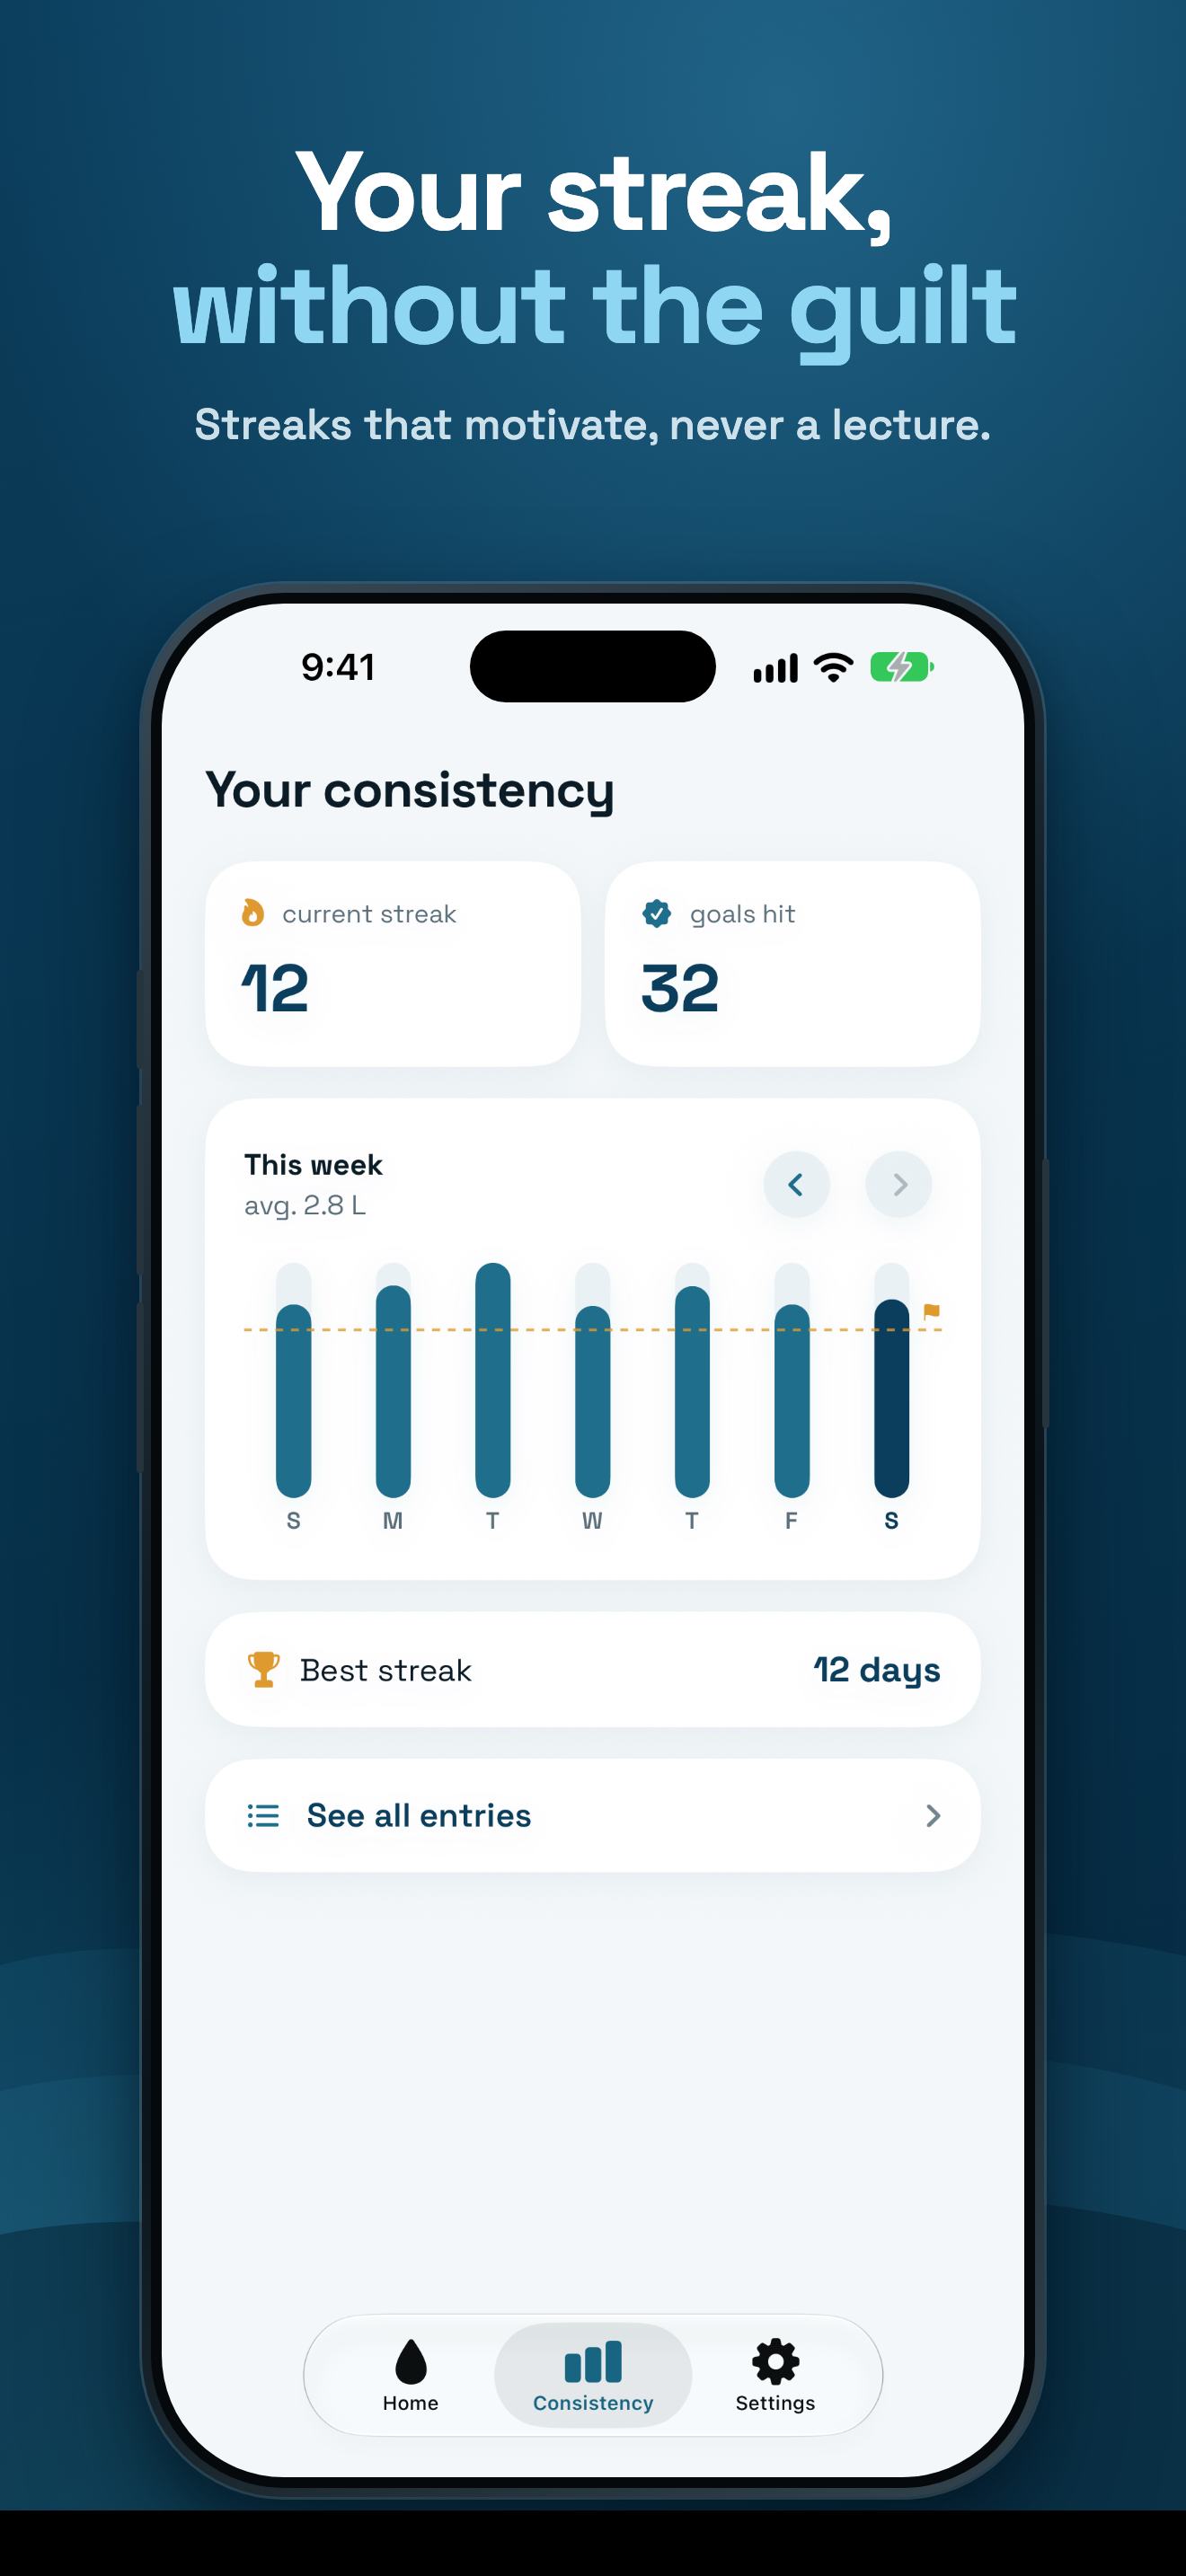 Your streak,
without the guilt
Streaks that motivate, never a lecture.
9:41
Your consistency
current streak
12
goals hit
32
This week
avg. 2.8 L
S M T W T F S
Best streak
12 days
See all entries
Home
Consistency
Settings